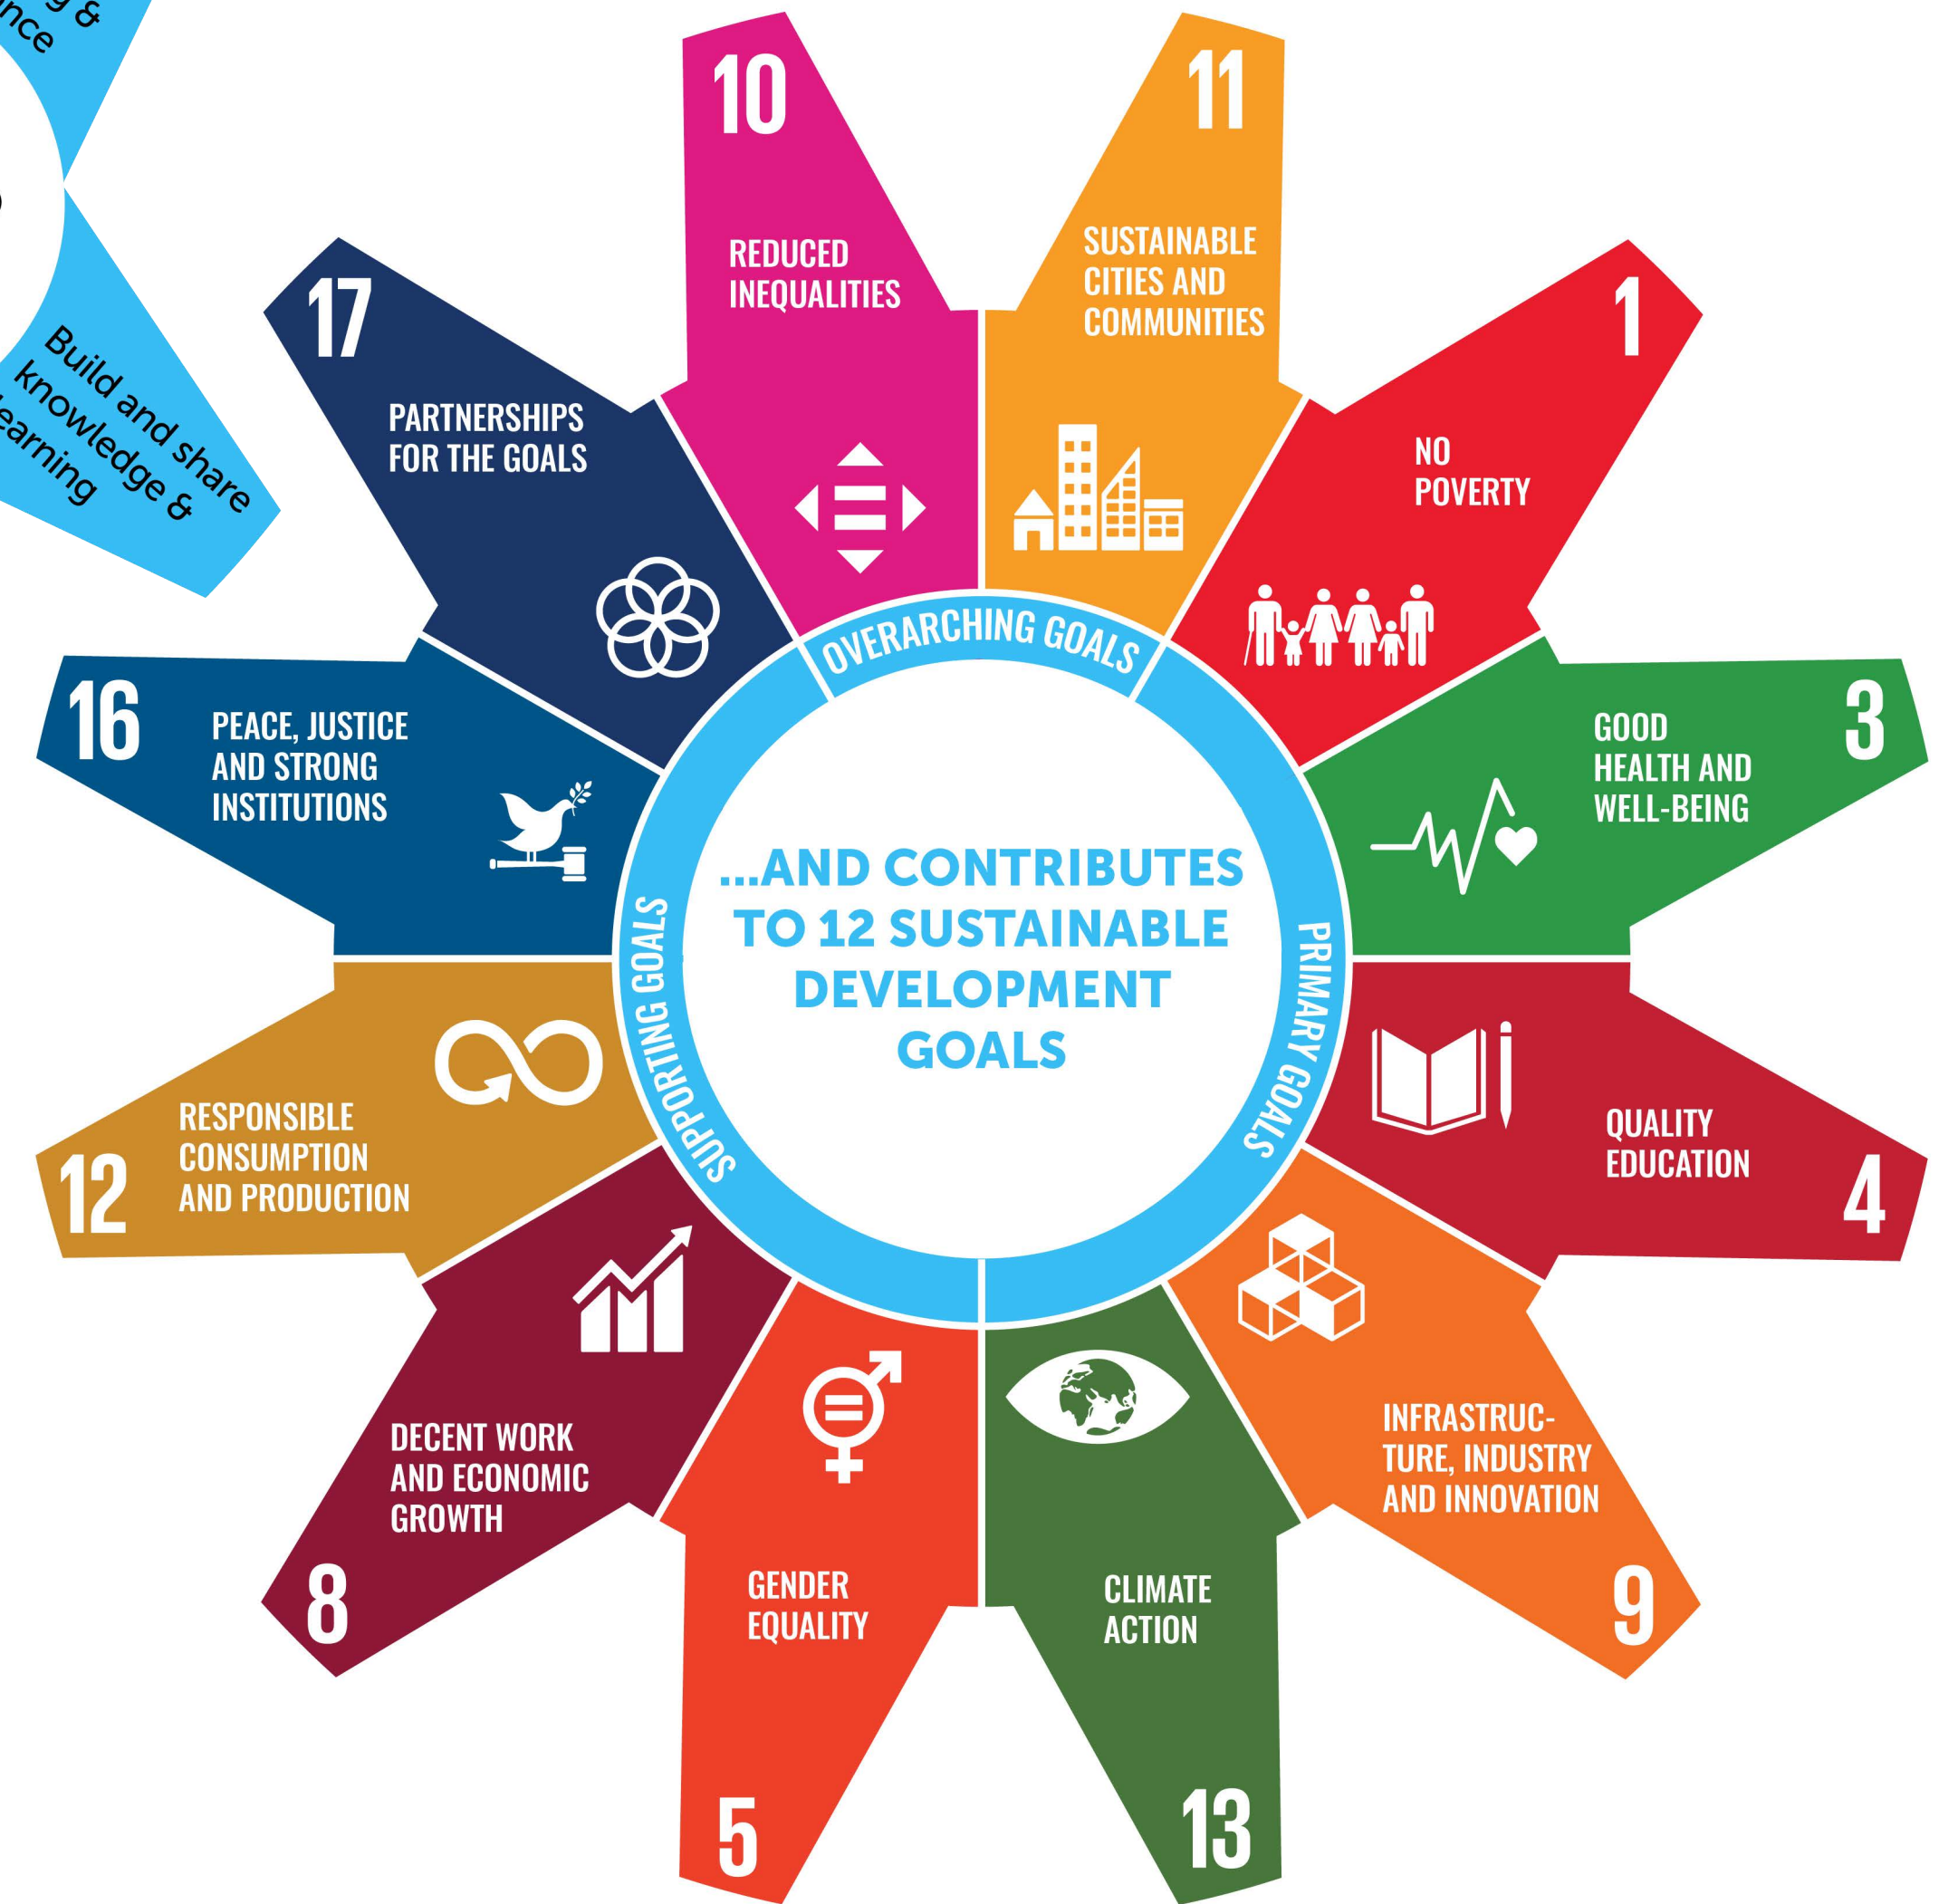 &
Build and share
knowledge &
10
REDUCED
INEQUALITIES
11
SUSTAINABLE
CITIES AND
COMMUNITIES
1
NO
POVERTY
3
GOOD
HEALTH AND
WELL-BEING
4
QUALITY
EDUCATION
9
INFRASTRUC-
TURE, INDUSTRY
AND INNOVATION
13
CLIMATE
ACTION
5
GENDER
EQUALITY
8
DECENT WORK
AND ECONOMIC
GROWTH
12
RESPONSIBLE
CONSUMPTION
AND PRODUCTION
16
PEACE, JUSTICE
AND STRONG
INSTITUTIONS
17
PARTNERSHIPS
FOR THE GOALS
OVERARCHING GOALS
PRIMARY GOALS
SUPPORTING GOALS
...AND CONTRIBUTES
TO 12 SUSTAINABLE
DEVELOPMENT
GOALS